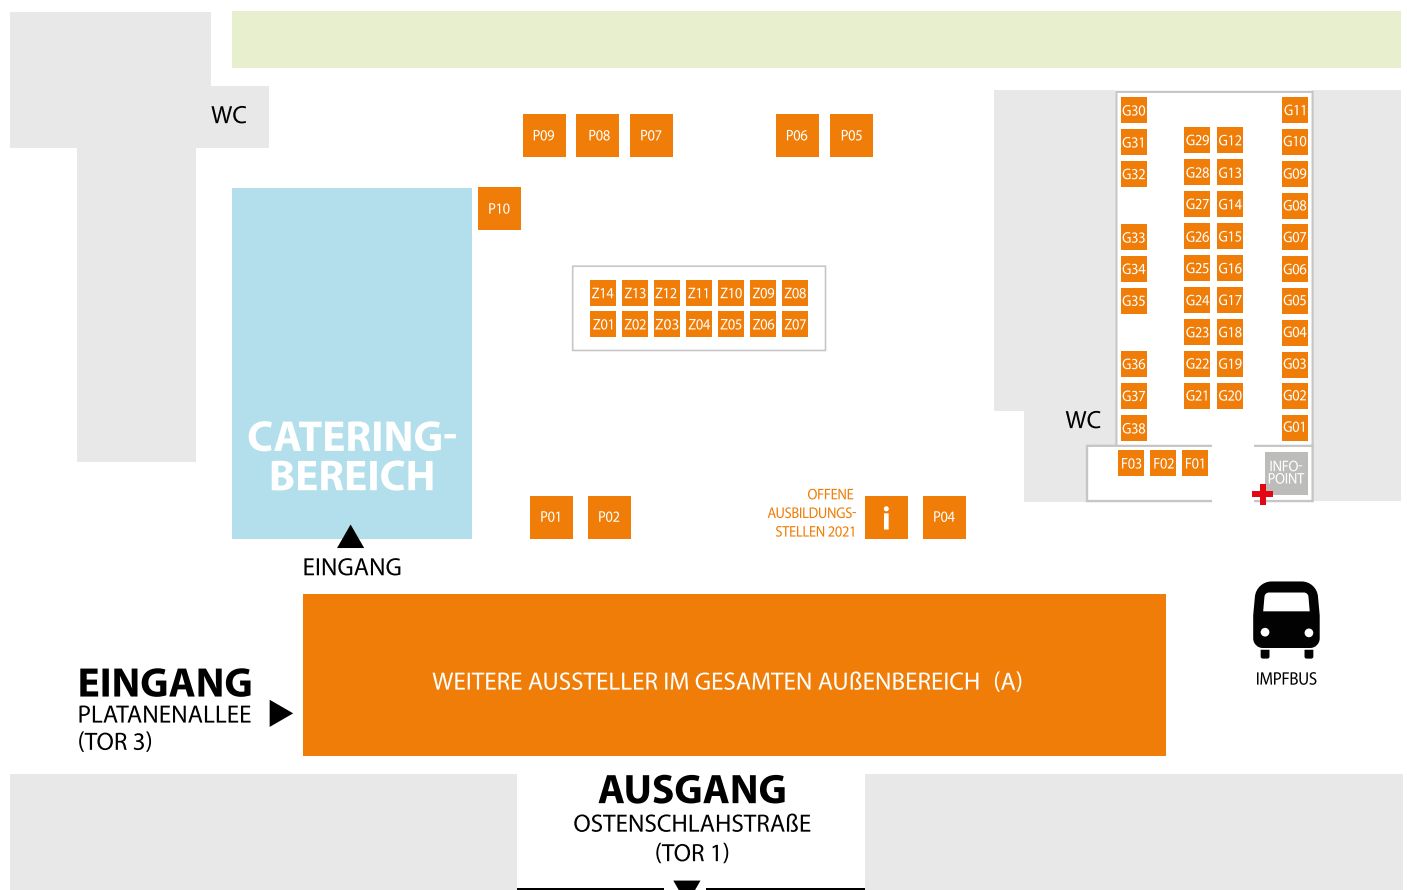 WC
P09 P08 P07 P06 P05
P10
Z14 Z13 Z12 Z11 Z10 Z09 Z08
Z01 Z02 Z03 Z04 Z05 Z06 Z07
CATERING-
BEREICH
EINGANG
P01 P02
OFFENE
AUSBILDUNGS-
STELLEN 2021
i
P04
G30 G11
G31 G29 G12 G10
G32 G28 G13 G09
G27 G14 G08
G33 G26 G15 G07
G34 G25 G16 G06
G35 G24 G17 G05
G23 G18 G04
G36 G22 G19 G03
G37 G21 G20 G02
WC
G38 G01
F03 F02 F01
INFO-
POINT
IMPFBUS
WEITERE AUSSTELLER IM GESAMTEN AUßENBEREICH (A)
EINGANG
PLATANENALLEE
(TOR 3)
AUSGANG
OSTENSCHLAHSTRAßE
(TOR 1)